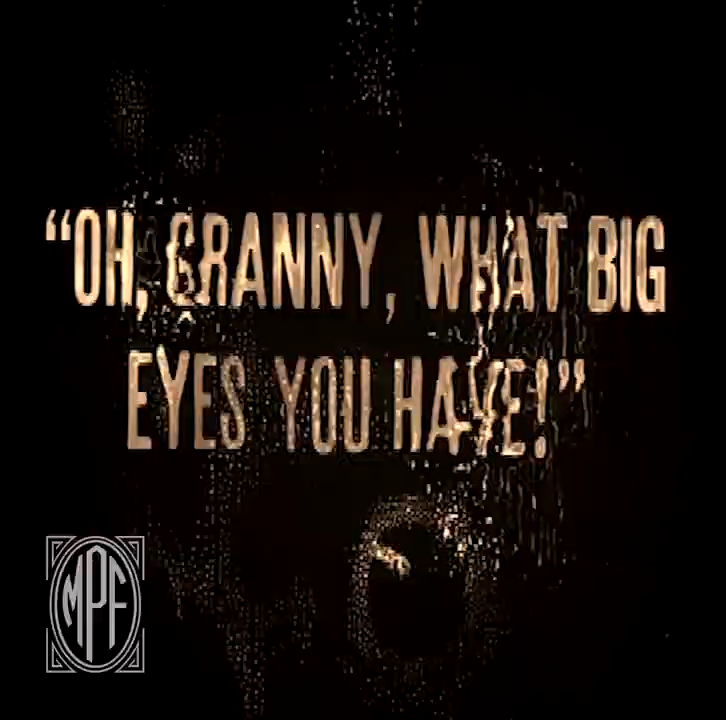 “OH, GRANNY, WHAT BIG
EYES YOU HAVE!”
MPF